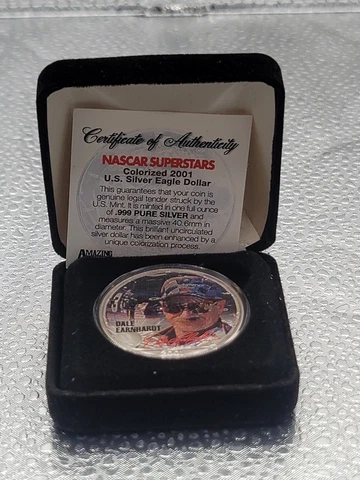 Certificate of Authenticity
NASCAR SUPERSTARS
Colorized 2001
U.S. Silver Eagle Dollar
This guarantees that your coin is
genuine legal tender struck by the
U.S. Mint. It is minted in one full ounce
of .999 PURE SILVER and
measures a massive 40.6mm in
diameter. This brilliant uncirculated
silver dollar has been enhanced by a
unique colorization process.
AMAZING
DALE
EARNHARDT